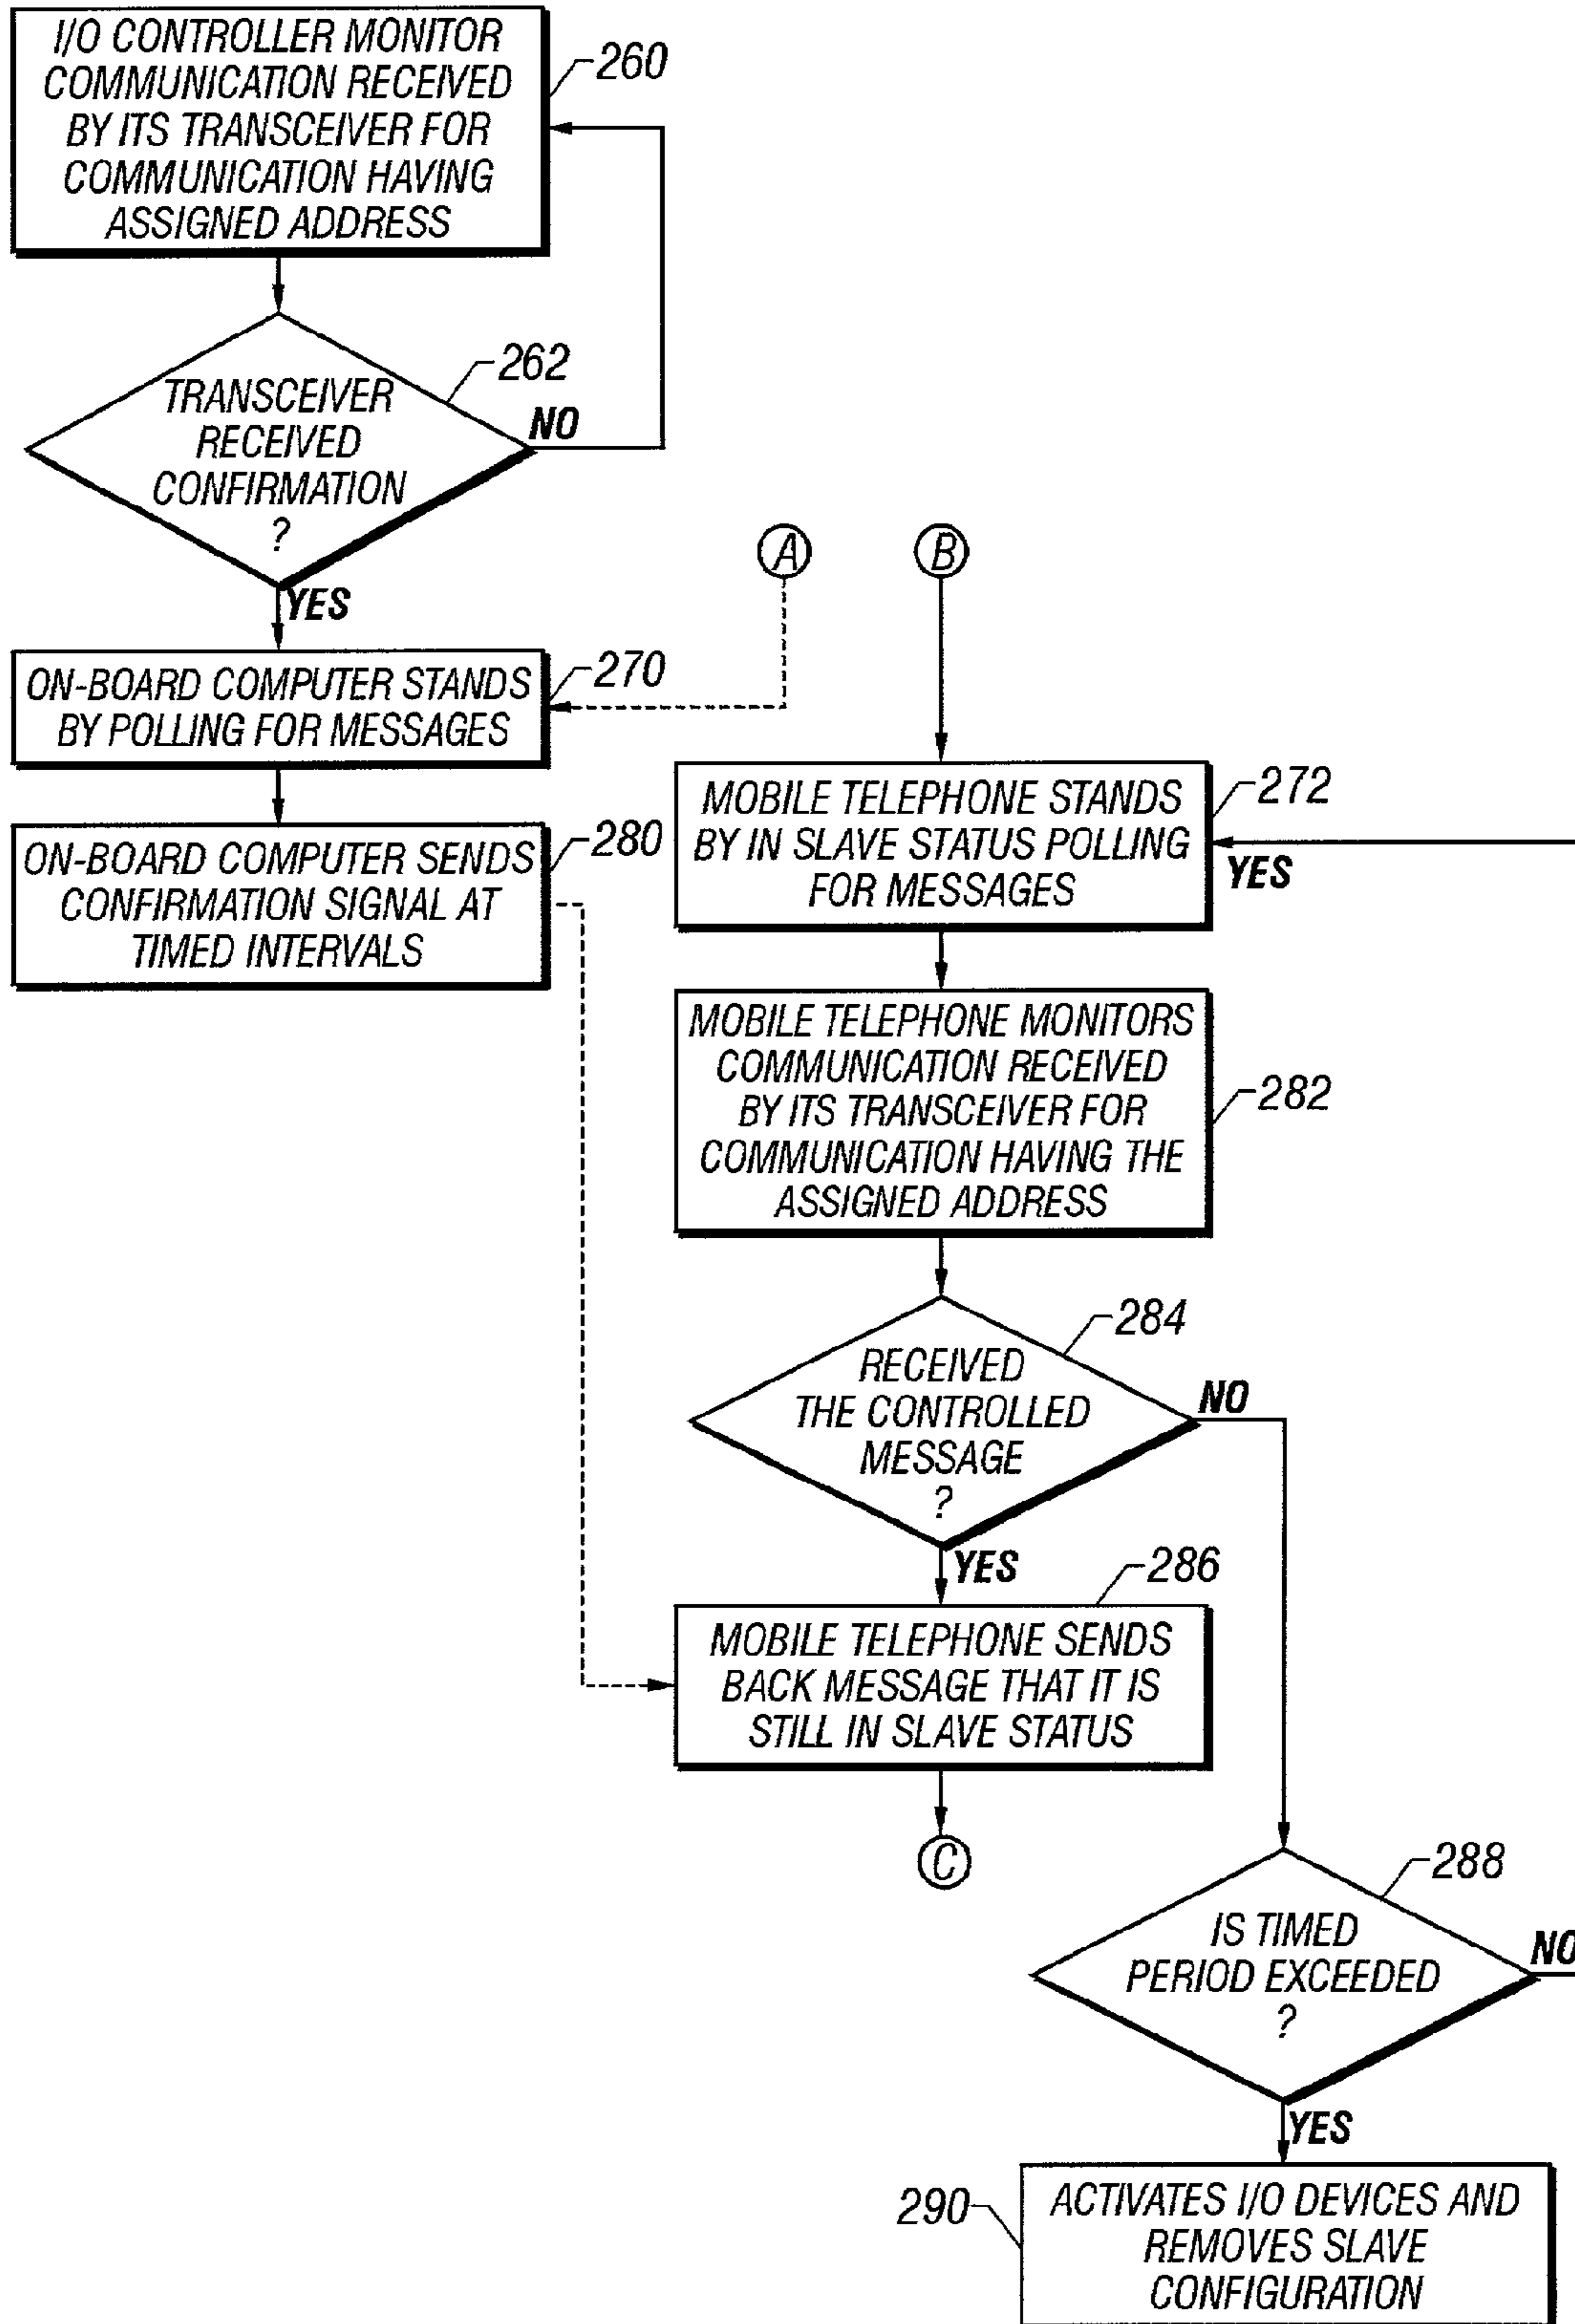 I/O CONTROLLER MONITOR
COMMUNICATION RECEIVED
BY ITS TRANSCEIVER FOR
COMMUNICATION HAVING
ASSIGNED ADDRESS
260
TRANSCEIVER
RECEIVED
CONFIRMATION
?
262
NO
YES
A
B
ON-BOARD COMPUTER STANDS
BY POLLING FOR MESSAGES
270
ON-BOARD COMPUTER SENDS
CONFIRMATION SIGNAL AT
TIMED INTERVALS
280
MOBILE TELEPHONE STANDS
BY IN SLAVE STATUS POLLING
FOR MESSAGES
272
YES
MOBILE TELEPHONE MONITORS
COMMUNICATION RECEIVED
BY ITS TRANSCEIVER FOR
COMMUNICATION HAVING THE
ASSIGNED ADDRESS
282
RECEIVED
THE CONTROLLED
MESSAGE
?
284
NO
YES
286
MOBILE TELEPHONE SENDS
BACK MESSAGE THAT IT IS
STILL IN SLAVE STATUS
C
288
IS TIMED
PERIOD EXCEEDED
?
NO
YES
290
ACTIVATES I/O DEVICES AND
REMOVES SLAVE
CONFIGURATION